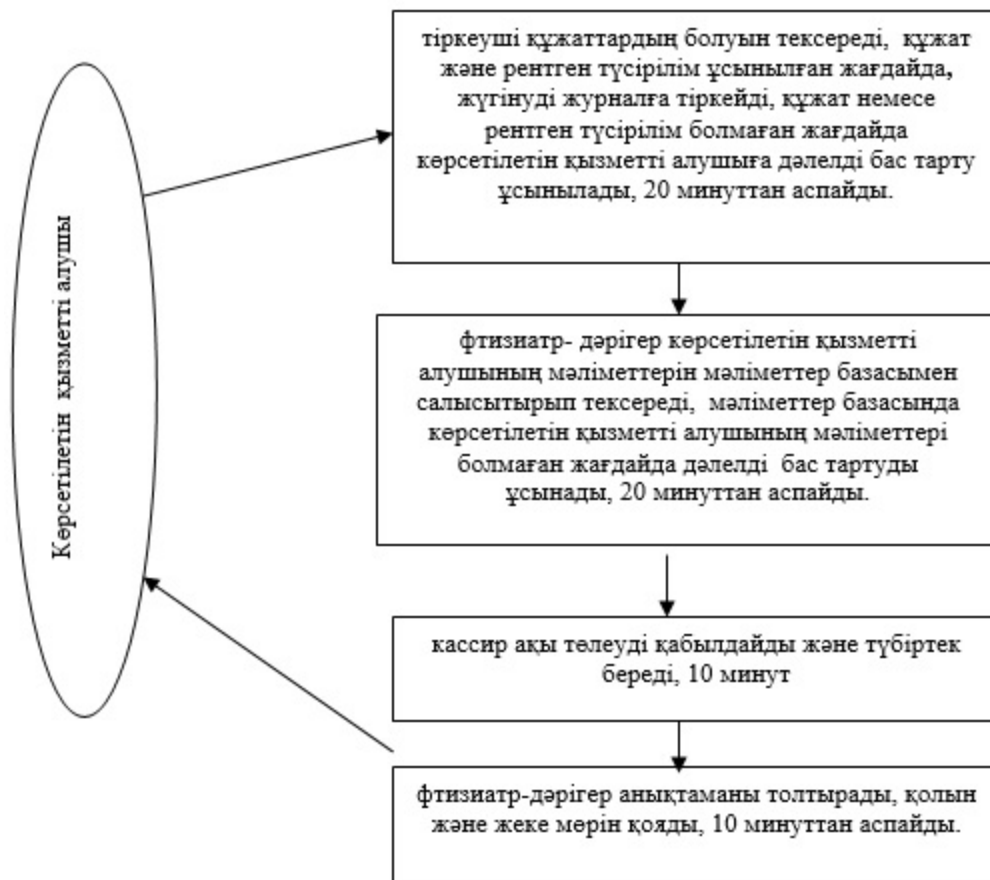 Көрсетілетін қызметті алушы
тіркеуші құжаттардың болуын тексереді, құжат
және рентген түсірілім ұсынылған жағдайда,
жүгінуді журналға тіркейді, құжат немесе
рентген түсірілім болмаған жағдайда
көрсетілетін қызметті алушыға дәлелді бас тарту
ұсынылады, 20 минуттан аспайды.
фтизиатр- дәрігер көрсетілетін қызметті
алушының мәліметтерін мәліметтер базасымен
салысытырып тексереді, мәліметтер базасында
көрсетілетін қызметті алушының мәліметтері
болмаған жағдайда дәлелді бас тартуды
ұсынады, 20 минуттан аспайды.
кассир ақы төлеуді қабылдайды және түбіртек
береді, 10 минут
фтизиатр-дәрігер анықтаманы толтырады, қолын
және жеке мөрін қояды, 10 минуттан аспайды.